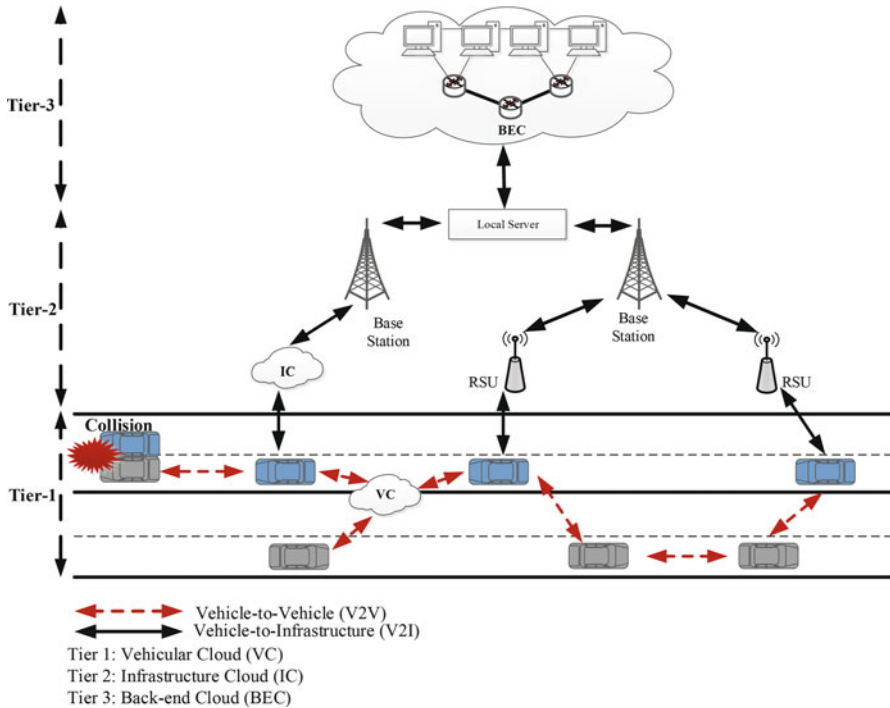 Tier-3
BEC
Local Server
Tier-2
Base
Station
Base
Station
IC
RSU
RSU
Collision
Tier-1
VC
Vehicle-to-Vehicle (V2V)
Vehicle-to-Infrastructure (V2I)
Tier 1: Vehicular Cloud (VC)
Tier 2: Infrastructure Cloud (IC)
Tier 3: Back-end Cloud (BEC)